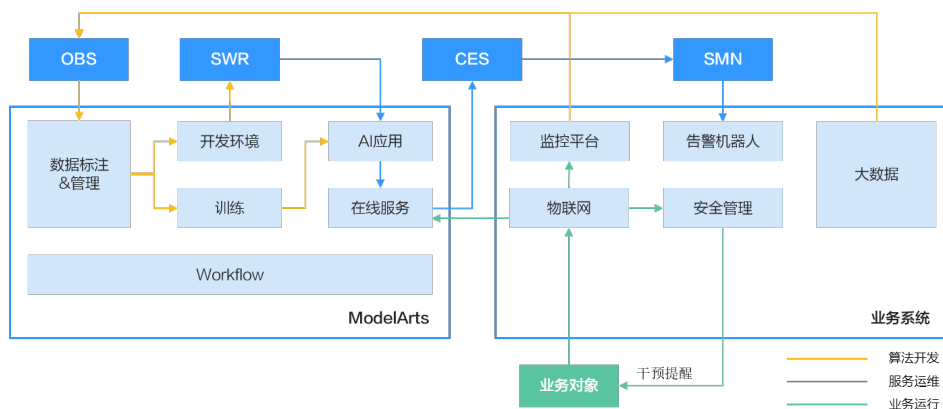 OBS
SWR
CES
SMN
数据标注
&管理
开发环境
AI应用
训练
在线服务
Workflow
ModelArts
监控平台
告警机器人
大数据
物联网
安全管理
业务系统
业务对象
干预提醒
算法开发
服务运维
业务运行